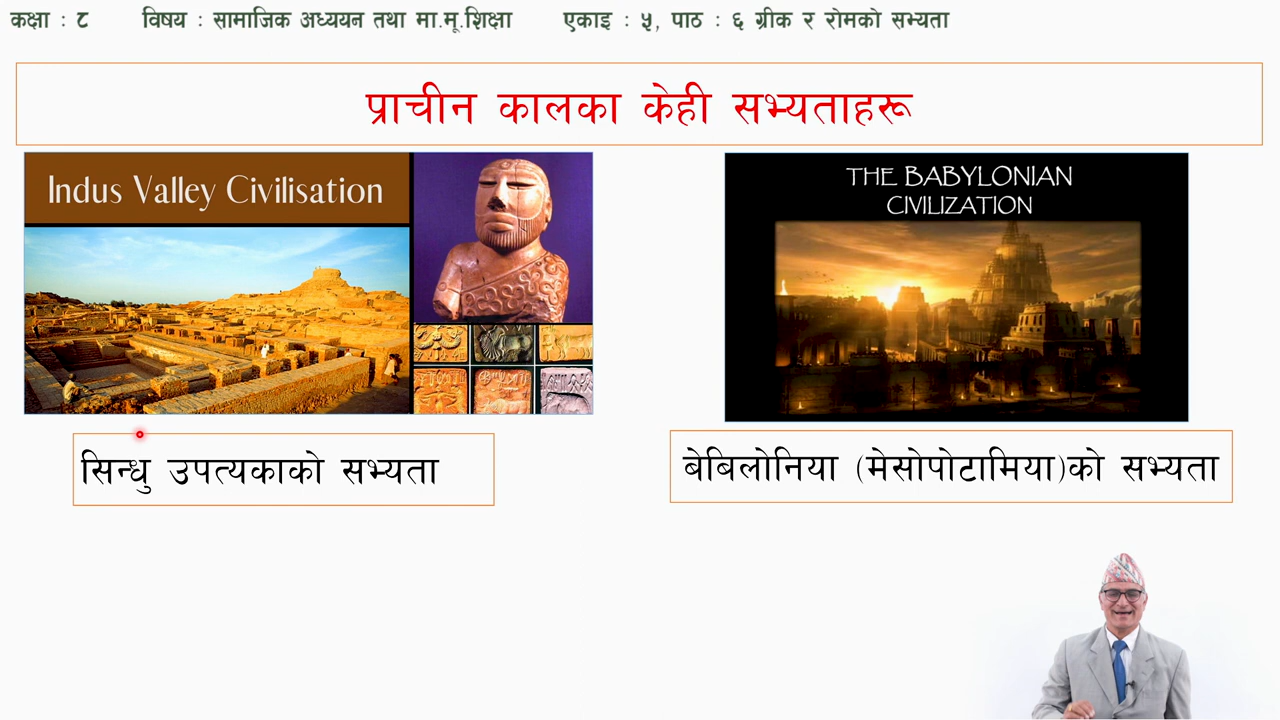 कक्षा : ८ विषय : सामाजिक अध्ययन तथा मा.मू.शिक्षा एकाइ : ५, पाठ : ६ ग्रीक र रोमको सभ्यता
प्राचीन कालका केही सभ्यताहरू
Indus Valley Civilisation
THE BABYLONIAN
CIVILIZATION
सिन्धु उपत्यकाको सभ्यता
बेबिलोनिया (मेसोपोटामिया)को सभ्यता